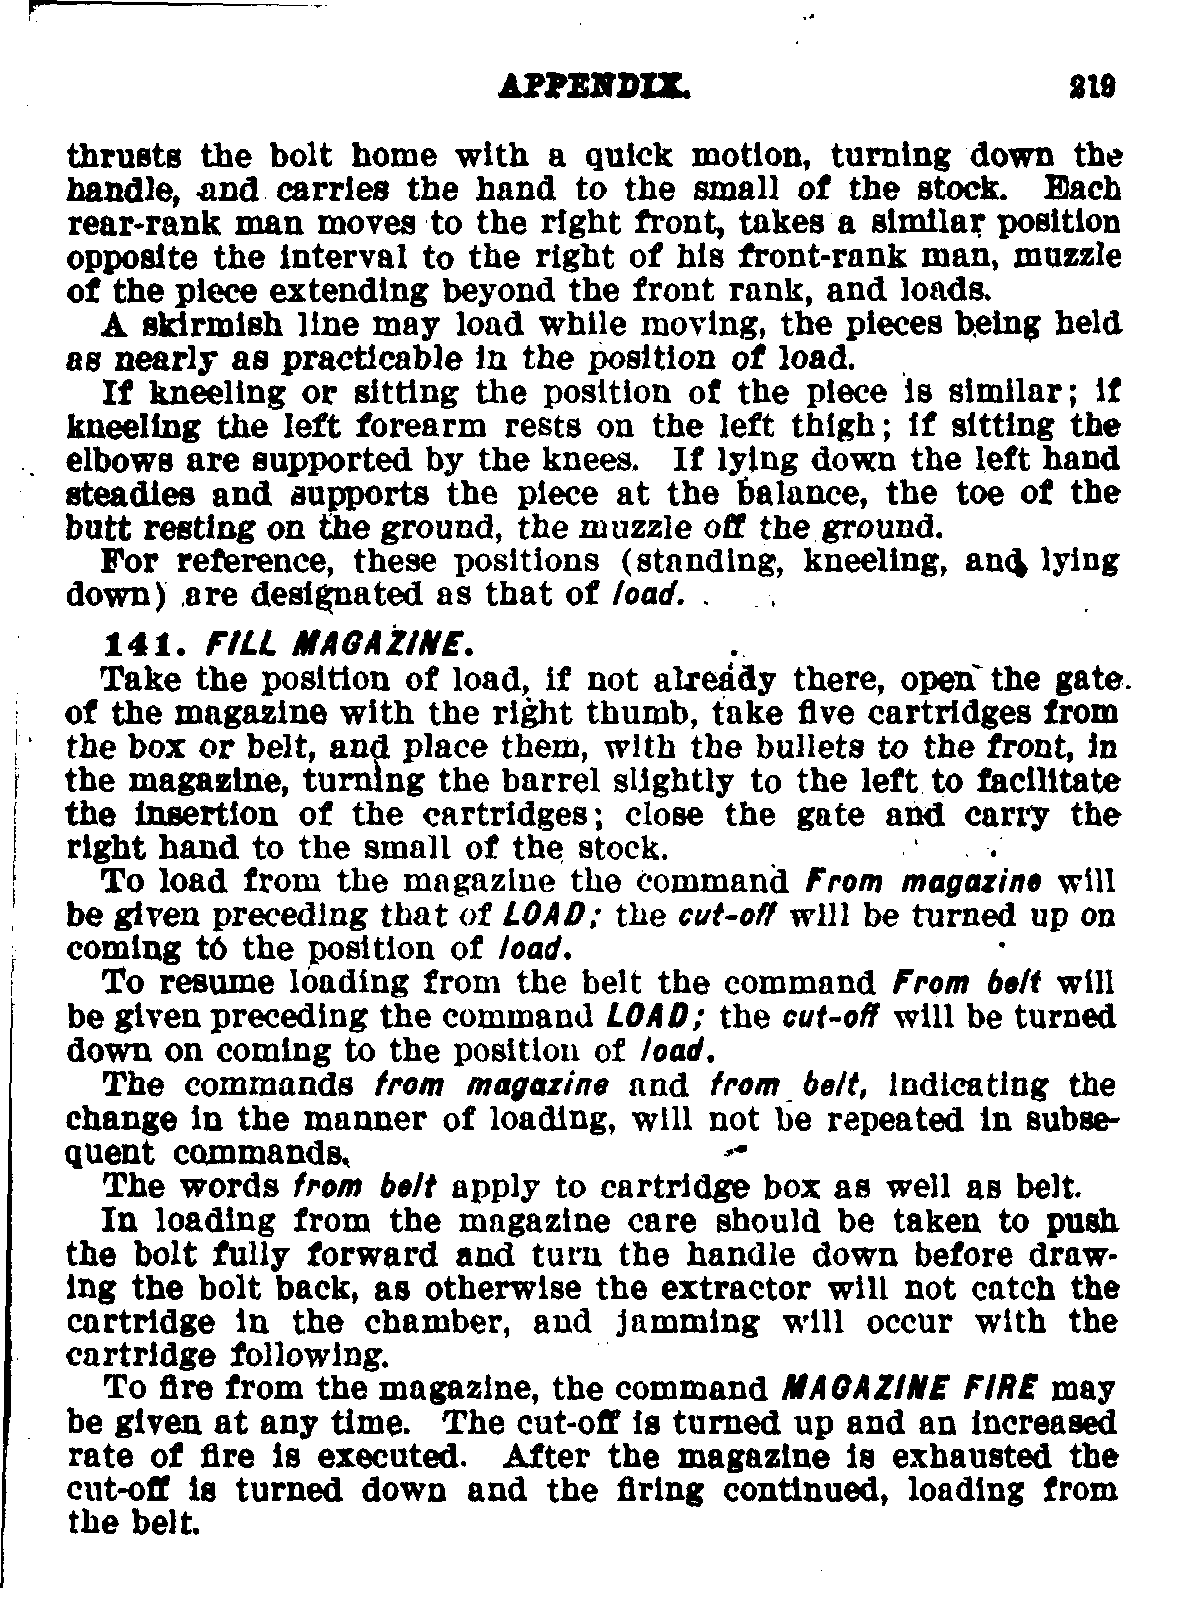 APPENDIX. 219
thrusts the bolt home with a quick motion, turning down the
handle, and carries the hand to the small of the stock. Each
rear-rank man moves to the right front, takes a similar position
opposite the interval to the right of his front-rank man, muzzle
of the piece extending beyond the front rank, and loads.
A skirmish line may load while moving, the pieces being held
as nearly as practicable in the position of load.
If kneeling or sitting the position of the piece is similar; if
kneeling the left forearm rests on the left thigh; if sitting the
elbows are supported by the knees. If lying down the left hand
steadies and supports the piece at the balance, the toe of the
butt resting on the ground, the muzzle off the ground.
For reference, these positions (standing, kneeling, and lying
down) are designated as that of load.
141. FILL MAGAZINE.
Take the position of load, if not already there, open the gate
of the magazine with the right thumb, take five cartridges from
the box or belt, and place them, with the bullets to the front, in
the magazine, turning the barrel slightly to the left to facilitate
the insertion of the cartridges; close the gate and carry the
right hand to the small of the stock.
To load from the magazine the command From magazine will
be given preceding that of LOAD; the cut-off will be turned up on
coming to the position of load.
To resume loading from the belt the command From belt will
be given preceding the command LOAD; the cut-off will be turned
down on coming to the position of load.
The commands from magazine and from belt, indicating the
change in the manner of loading, will not be repeated in subse-
quent commands.
The words from belt apply to cartridge box as well as belt.
In loading from the magazine care should be taken to push
the bolt fully forward and turn the handle down before draw-
ing the bolt back, as otherwise the extractor will not catch the
cartridge in the chamber, and jamming will occur with the
cartridge following.
To fire from the magazine, the command MAGAZINE FIRE may
be given at any time. The cut-off is turned up and an increased
rate of fire is executed. After the magazine is exhausted the
cut-off is turned down and the firing continued, loading from
the belt.